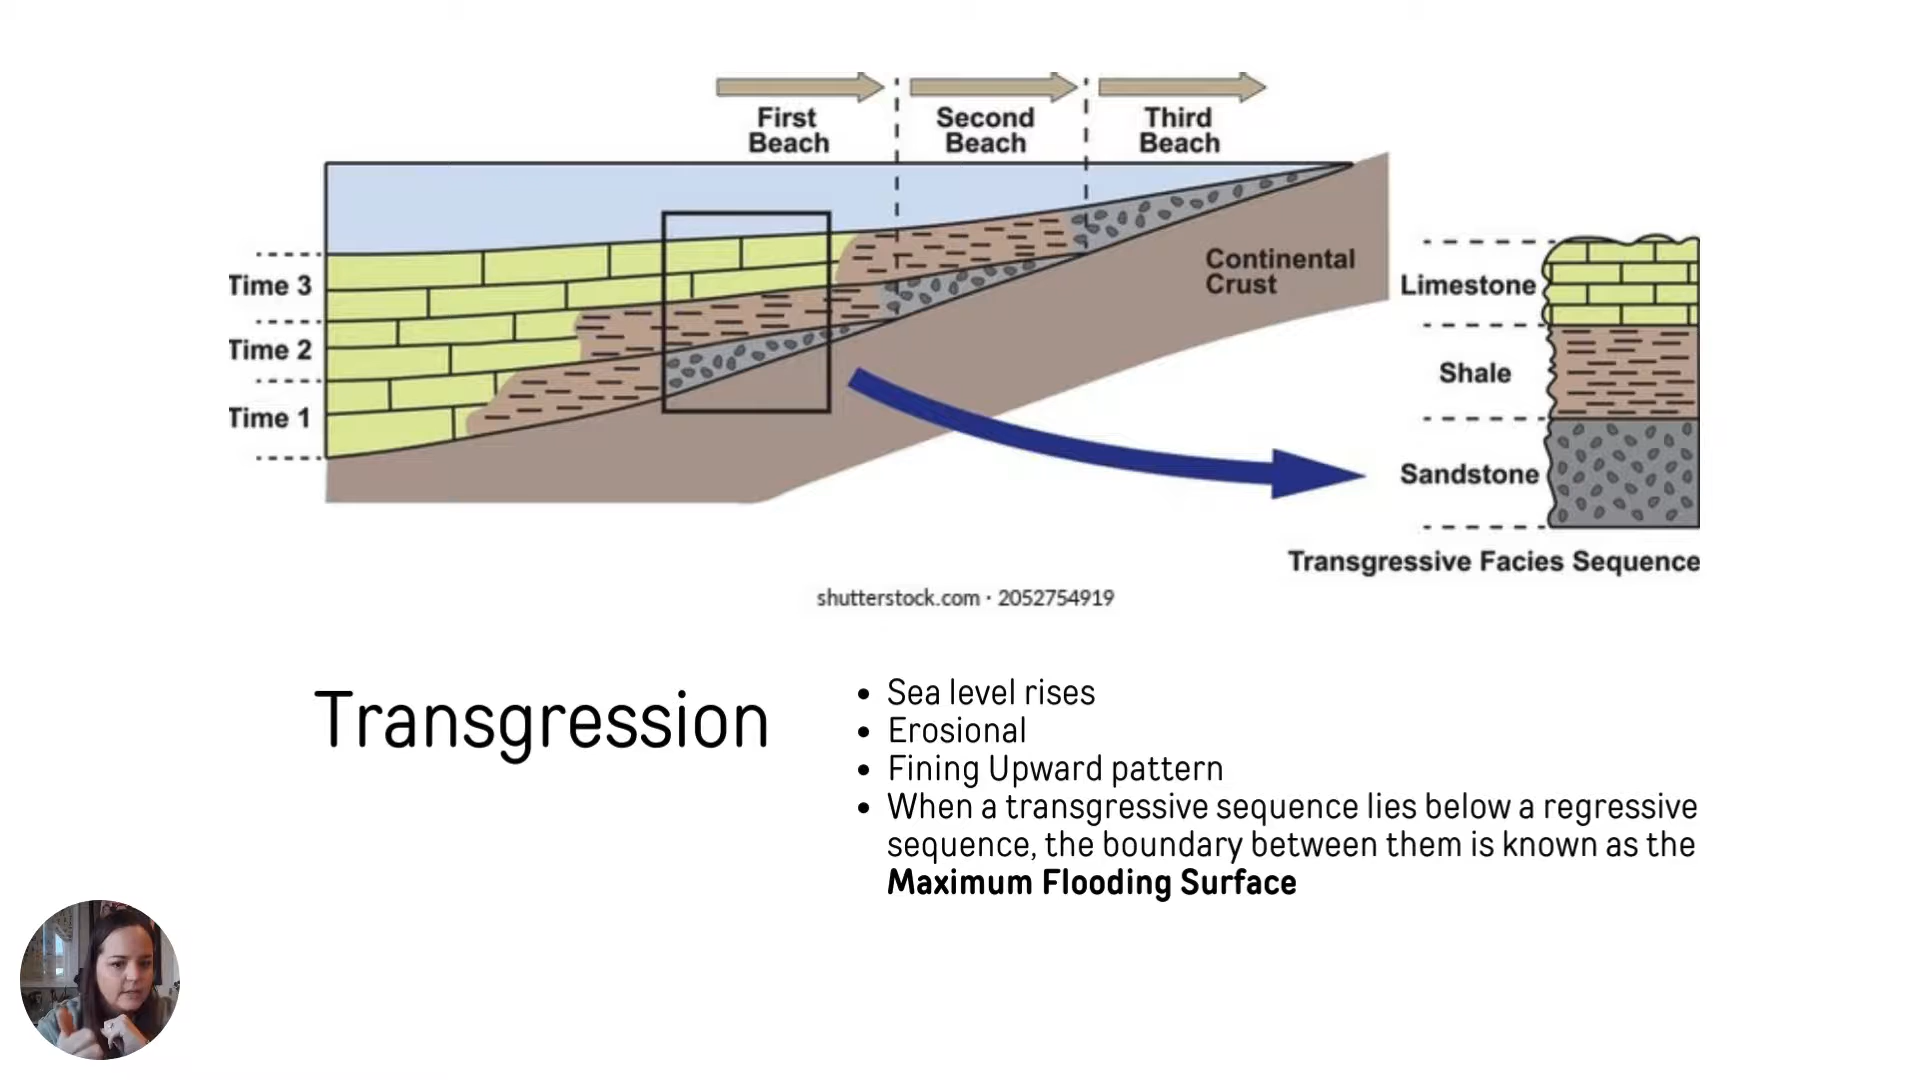 First
Beach
Second
Beach
Third
Beach
Time 3
Time 2
Time 1
Continental
Crust
Limestone
Shale
Sandstone
Transgressive Facies Sequence
shutterstock.com · 2052754919
Transgression
• Sea level rises
• Erosional
• Fining Upward pattern
• When a transgressive sequence lies below a regressive
sequence, the boundary between them is known as the
Maximum Flooding Surface